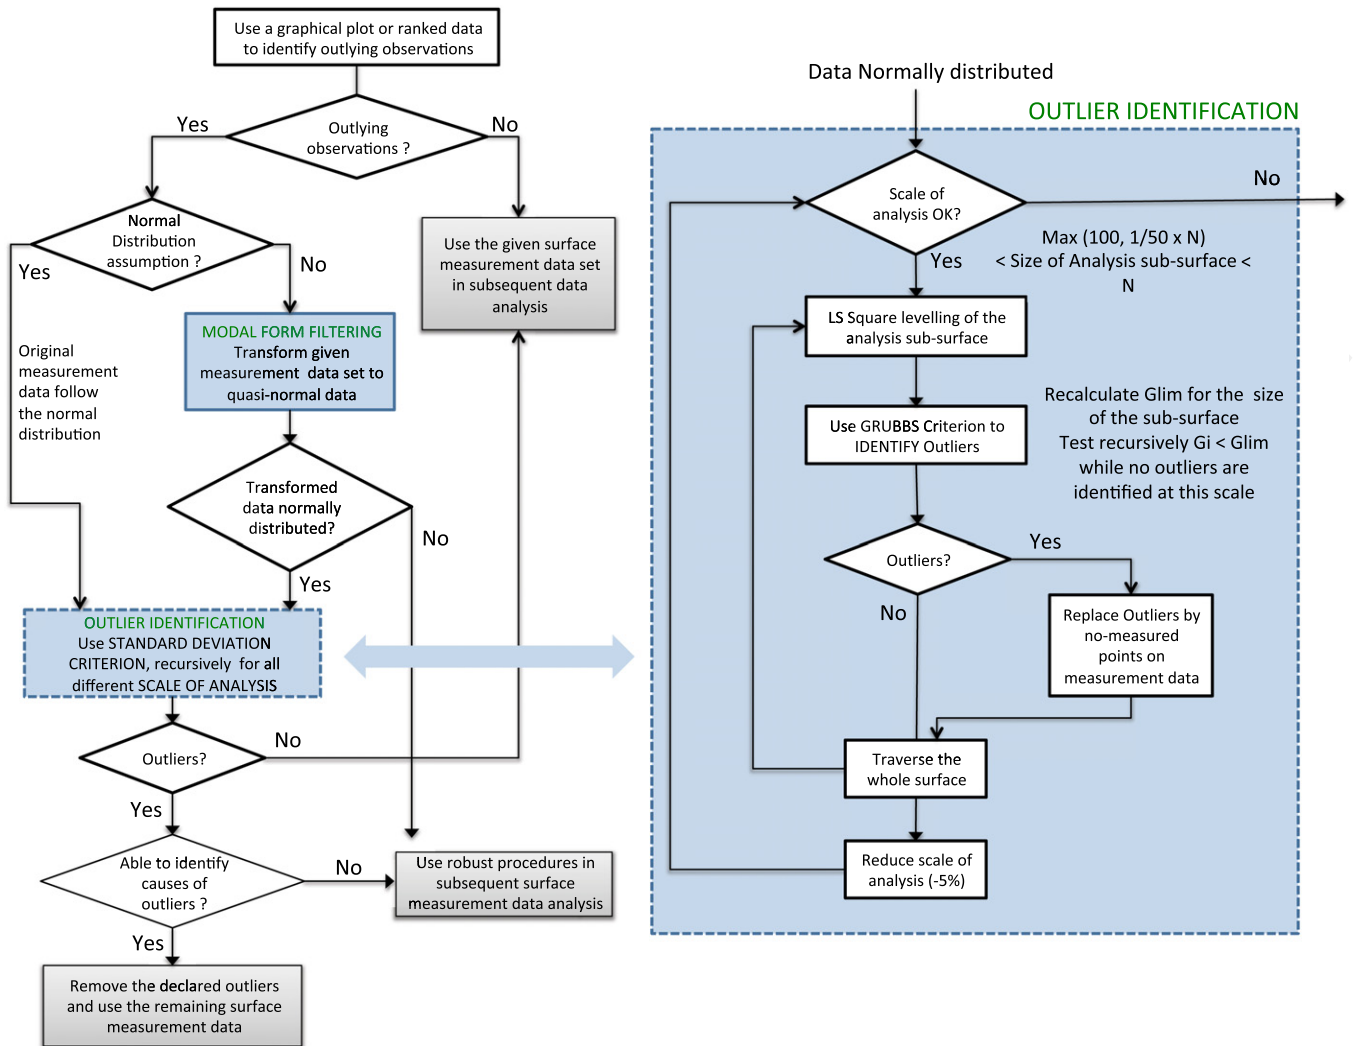 Use a graphical plot or ranked data
to identify outlying observations
Yes
Outlying
observations ?
No
Normal
Distribution
assumption ?
Yes
No
Use the given surface
measurement data set
in subsequent data
analysis
MODAL FORM FILTERING
Transform given
measurement data set to
quasi-normal data
Original
measurement
data follow
the normal
distribution
Transformed
data normally
distributed?
No
Yes
OUTLIER IDENTIFICATION
Use STANDARD DEVIATION
CRITERION, recursively for all
different SCALE OF ANALYSIS
Outliers?
No
Yes
Able to identify
causes of
outliers ?
No
Use robust procedures in
subsequent surface
measurement data analysis
Yes
Remove the declared outliers
and use the remaining surface
measurement data
Data Normally distributed
OUTLIER IDENTIFICATION
Scale of
analysis OK?
No
Max (100, 1/50 x N)
< Size of Analysis sub-surface <
N
Yes
LS Square levelling of the
analysis sub-surface
Use GRUBBS Criterion to
IDENTIFY Outliers
Recalculate Glim for the size
of the sub-surface
Test recursively Gi < Glim
while no outliers are
identified at this scale
Outliers?
Yes
No
Replace Outliers by
no-measured
points on
measurement data
Traverse the
whole surface
Reduce scale of
analysis (-5%)